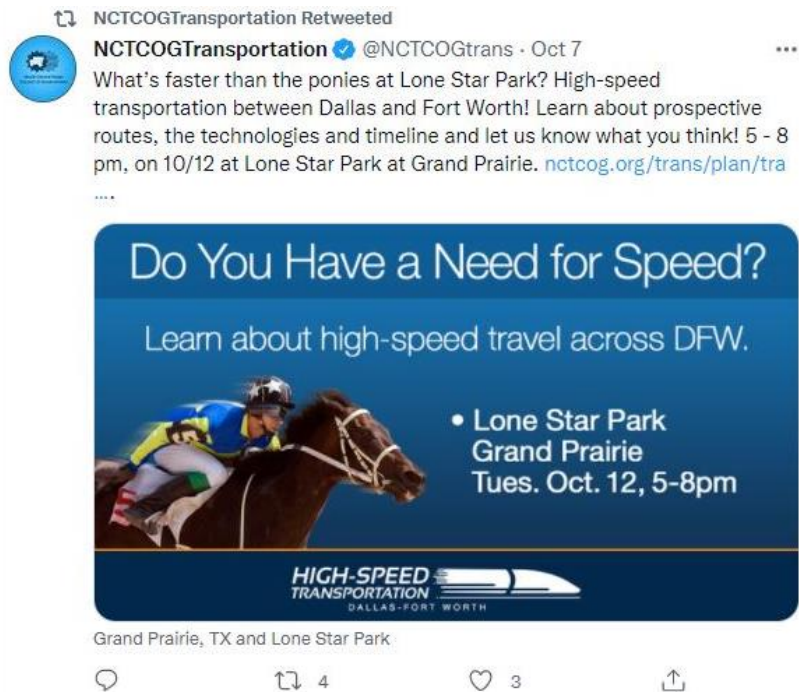 NCTCOGTransportation Retweeted
NCTCOGTransportation @NCTCOGtrans · Oct 7
What's faster than the ponies at Lone Star Park? High-speed
transportation between Dallas and Fort Worth! Learn about prospective
routes, the technologies and timeline and let us know what you think! 5 - 8
pm, on 10/12 at Lone Star Park at Grand Prairie. nctcog.org/trans/plan/tra
....
Do You Have a Need for Speed?
Learn about high-speed travel across DFW.
• Lone Star Park
Grand Prairie
Tues. Oct. 12, 5-8pm
HIGH-SPEED
TRANSPORTATION
DALLAS-FORT WORTH
Grand Prairie, TX and Lone Star Park
4 3